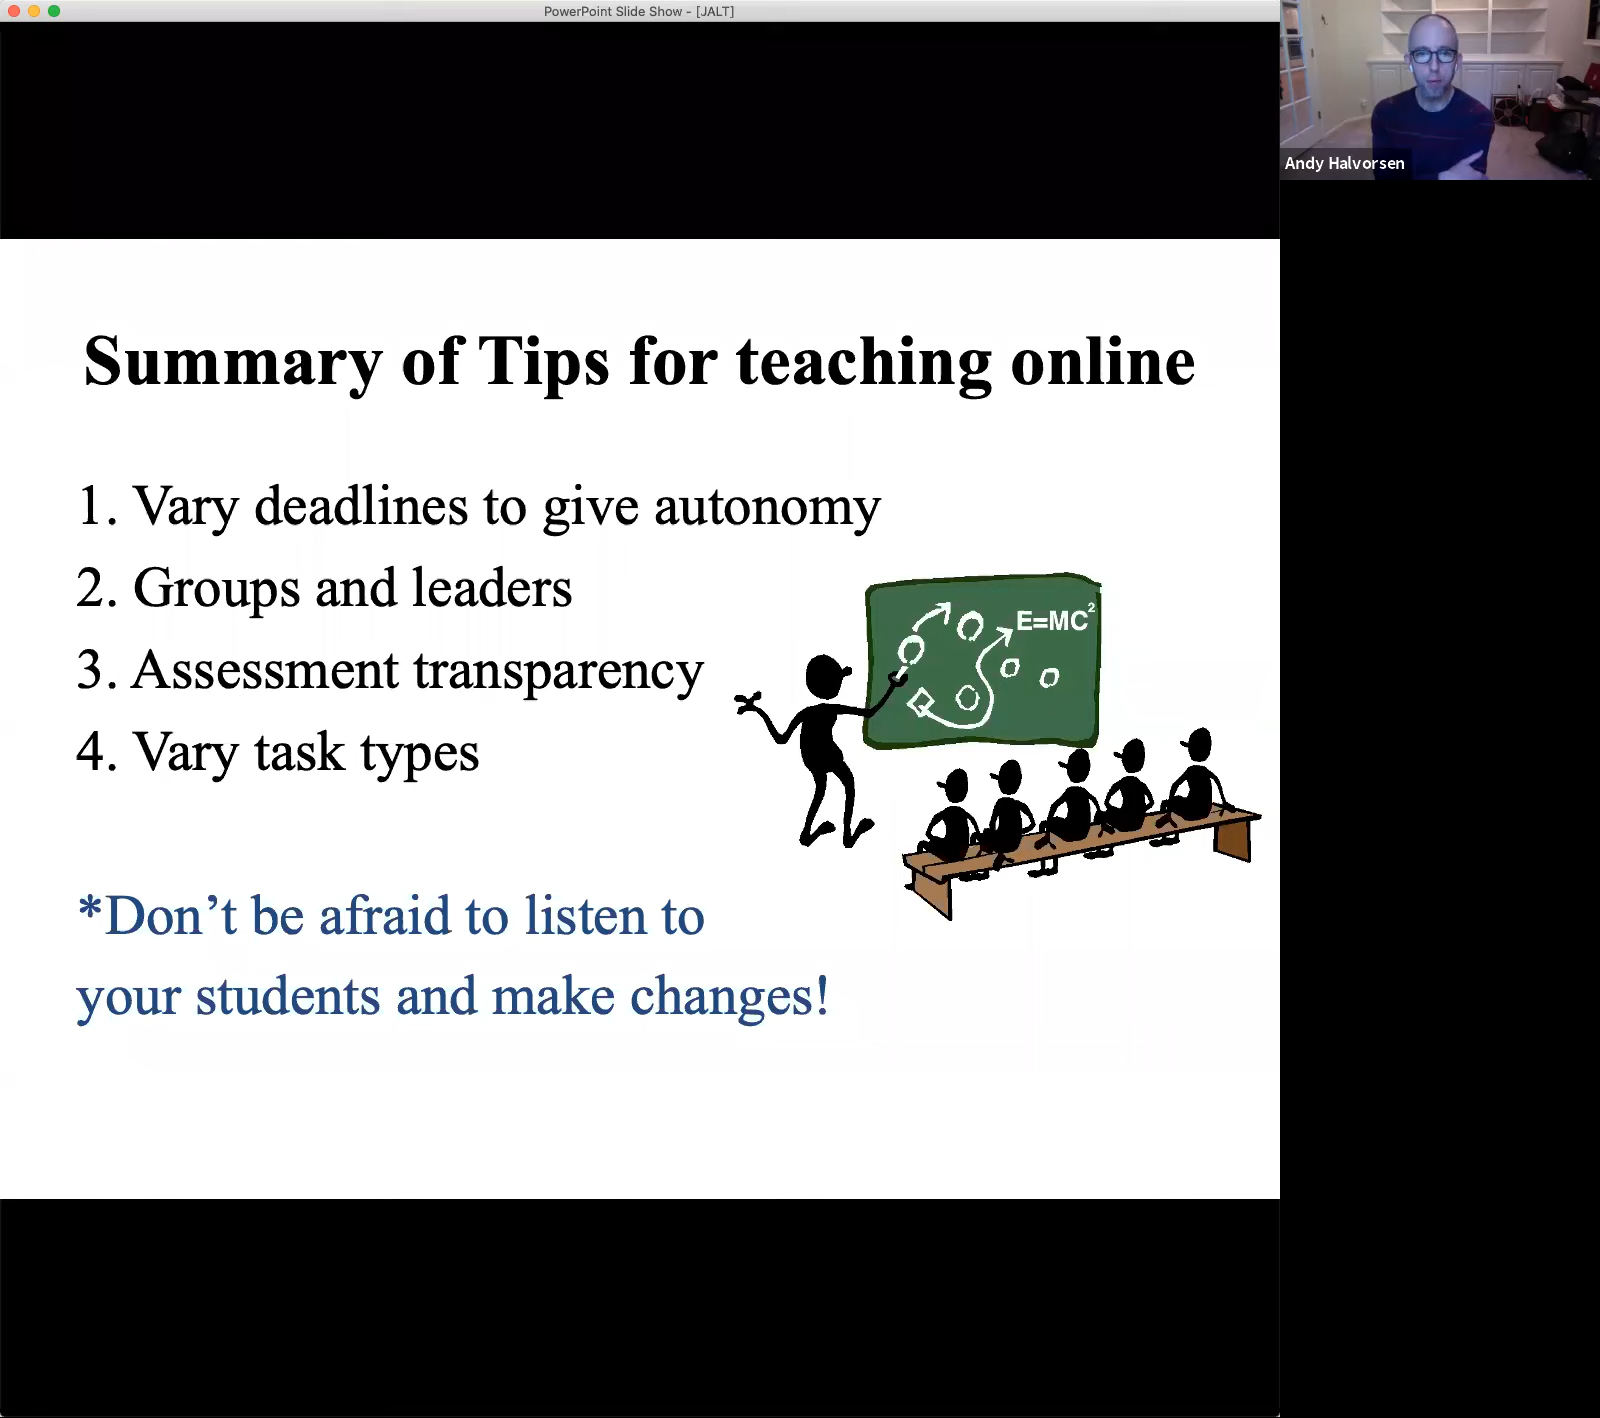 PowerPoint Slide Show - [JALT]
Andy Halvorsen
Summary of Tips for teaching online
1. Vary deadlines to give autonomy
2. Groups and leaders
3. Assessment transparency
4. Vary task types
E=MC²
*Don’t be afraid to listen to
your students and make changes!